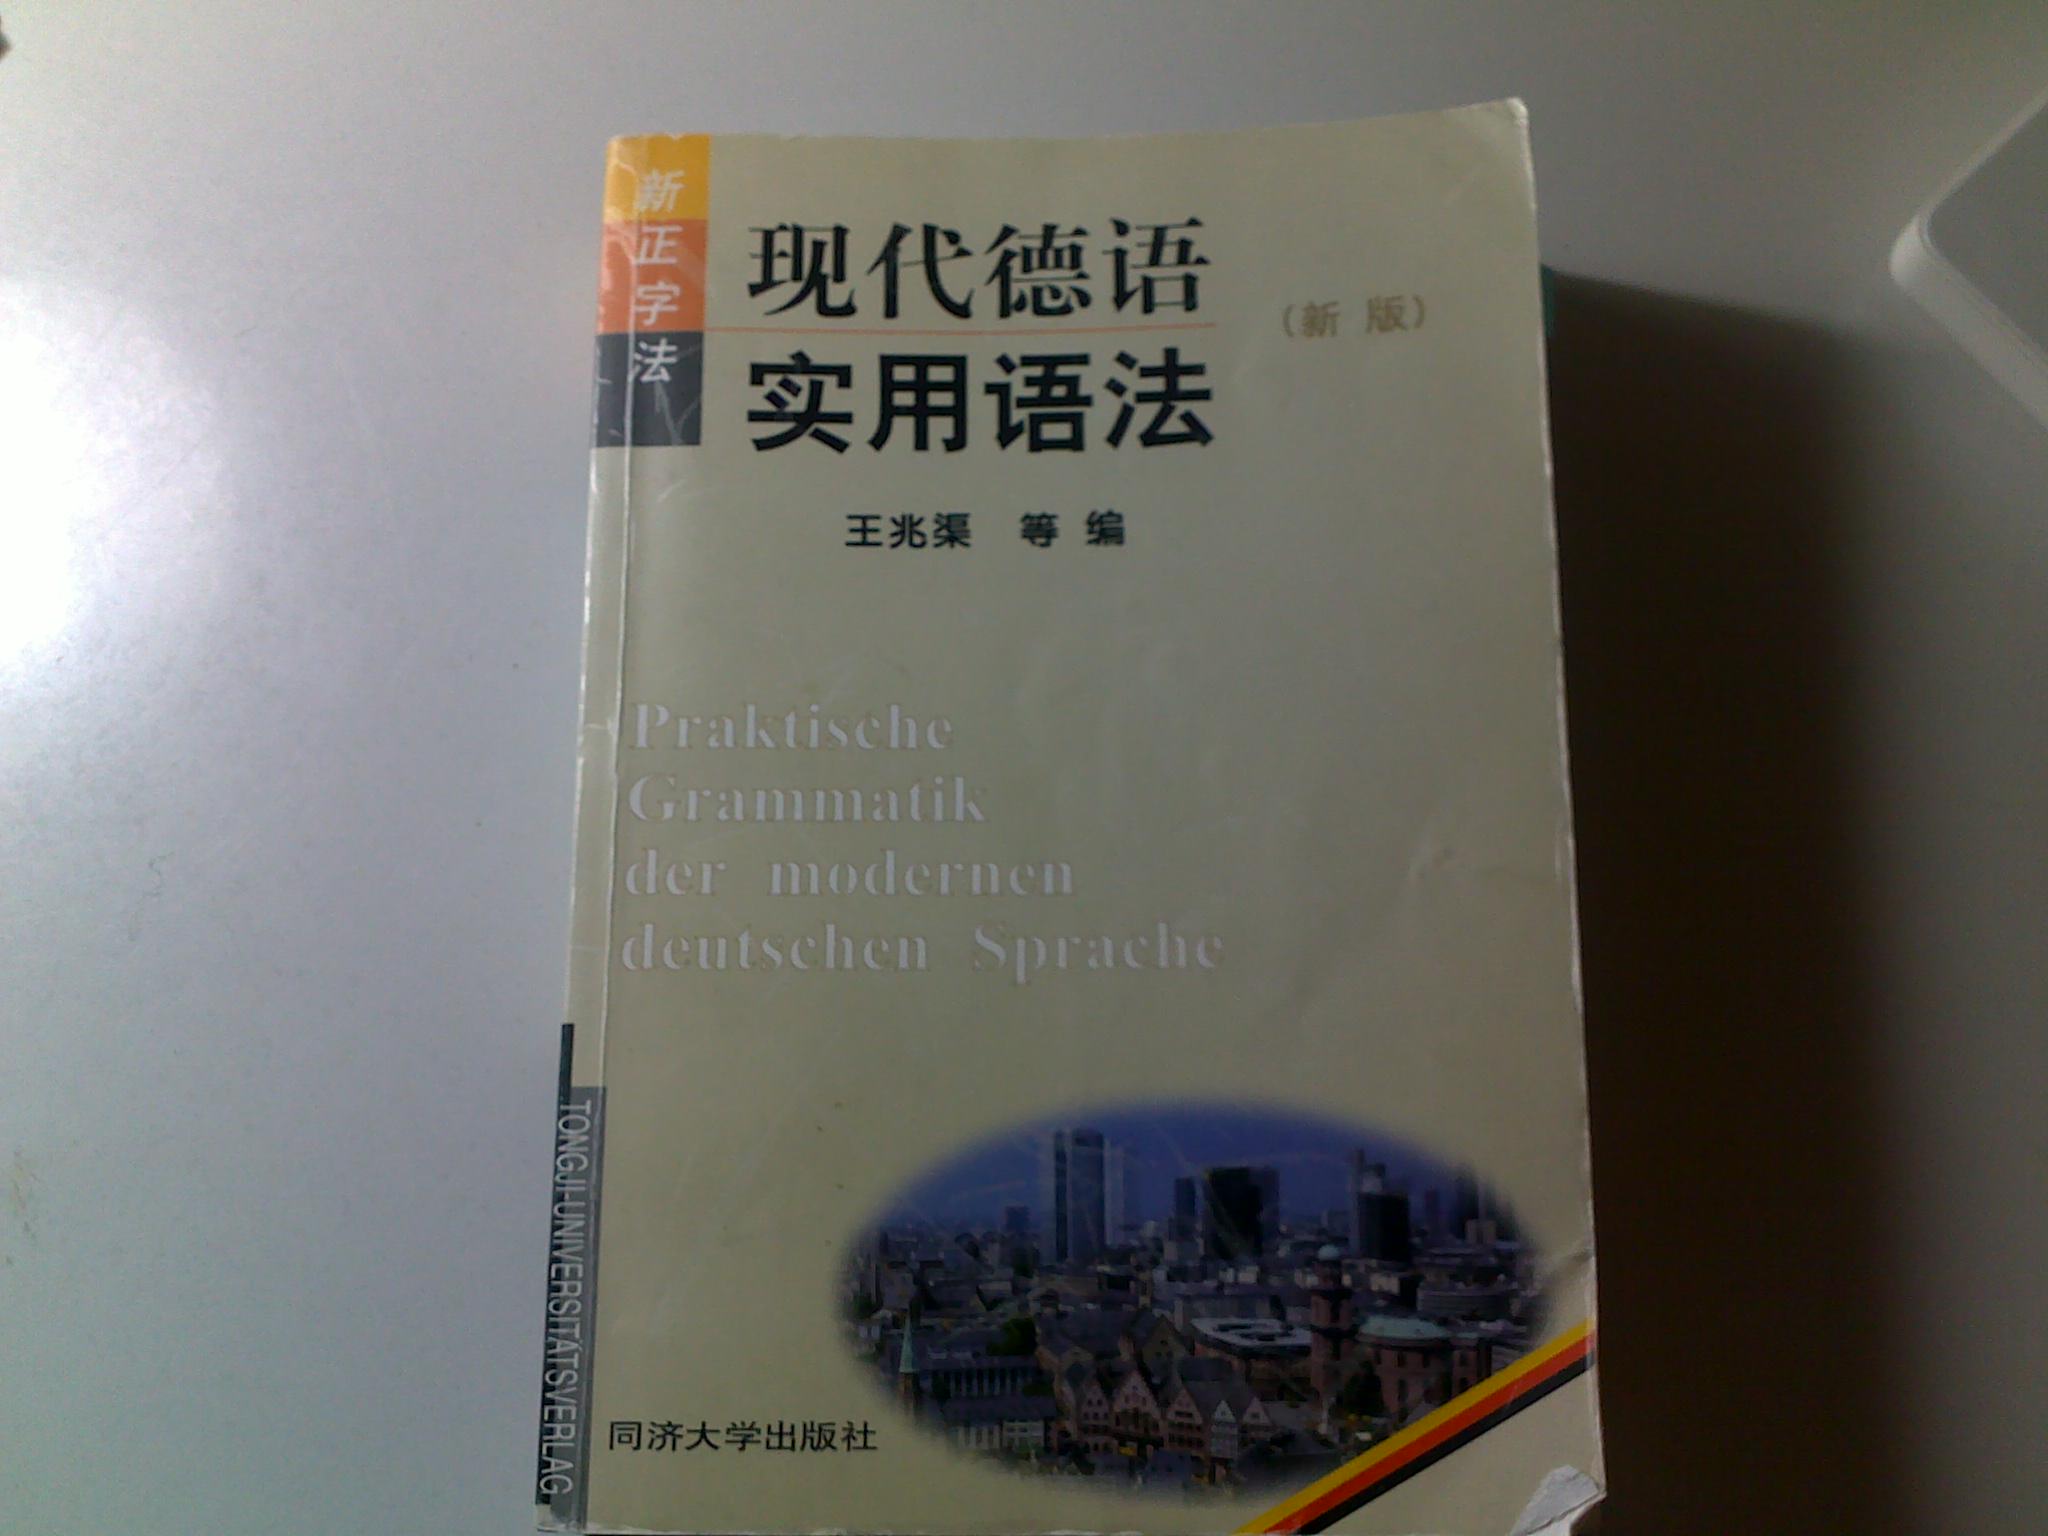 新正字法
现代德语
(新 版)
实用语法
王兆渠 等 编
Praktische
Grammatik
der modernen
deutschen Sprache
TONGJI-UNIVERSITÄTSVERLAG
同济大学出版社